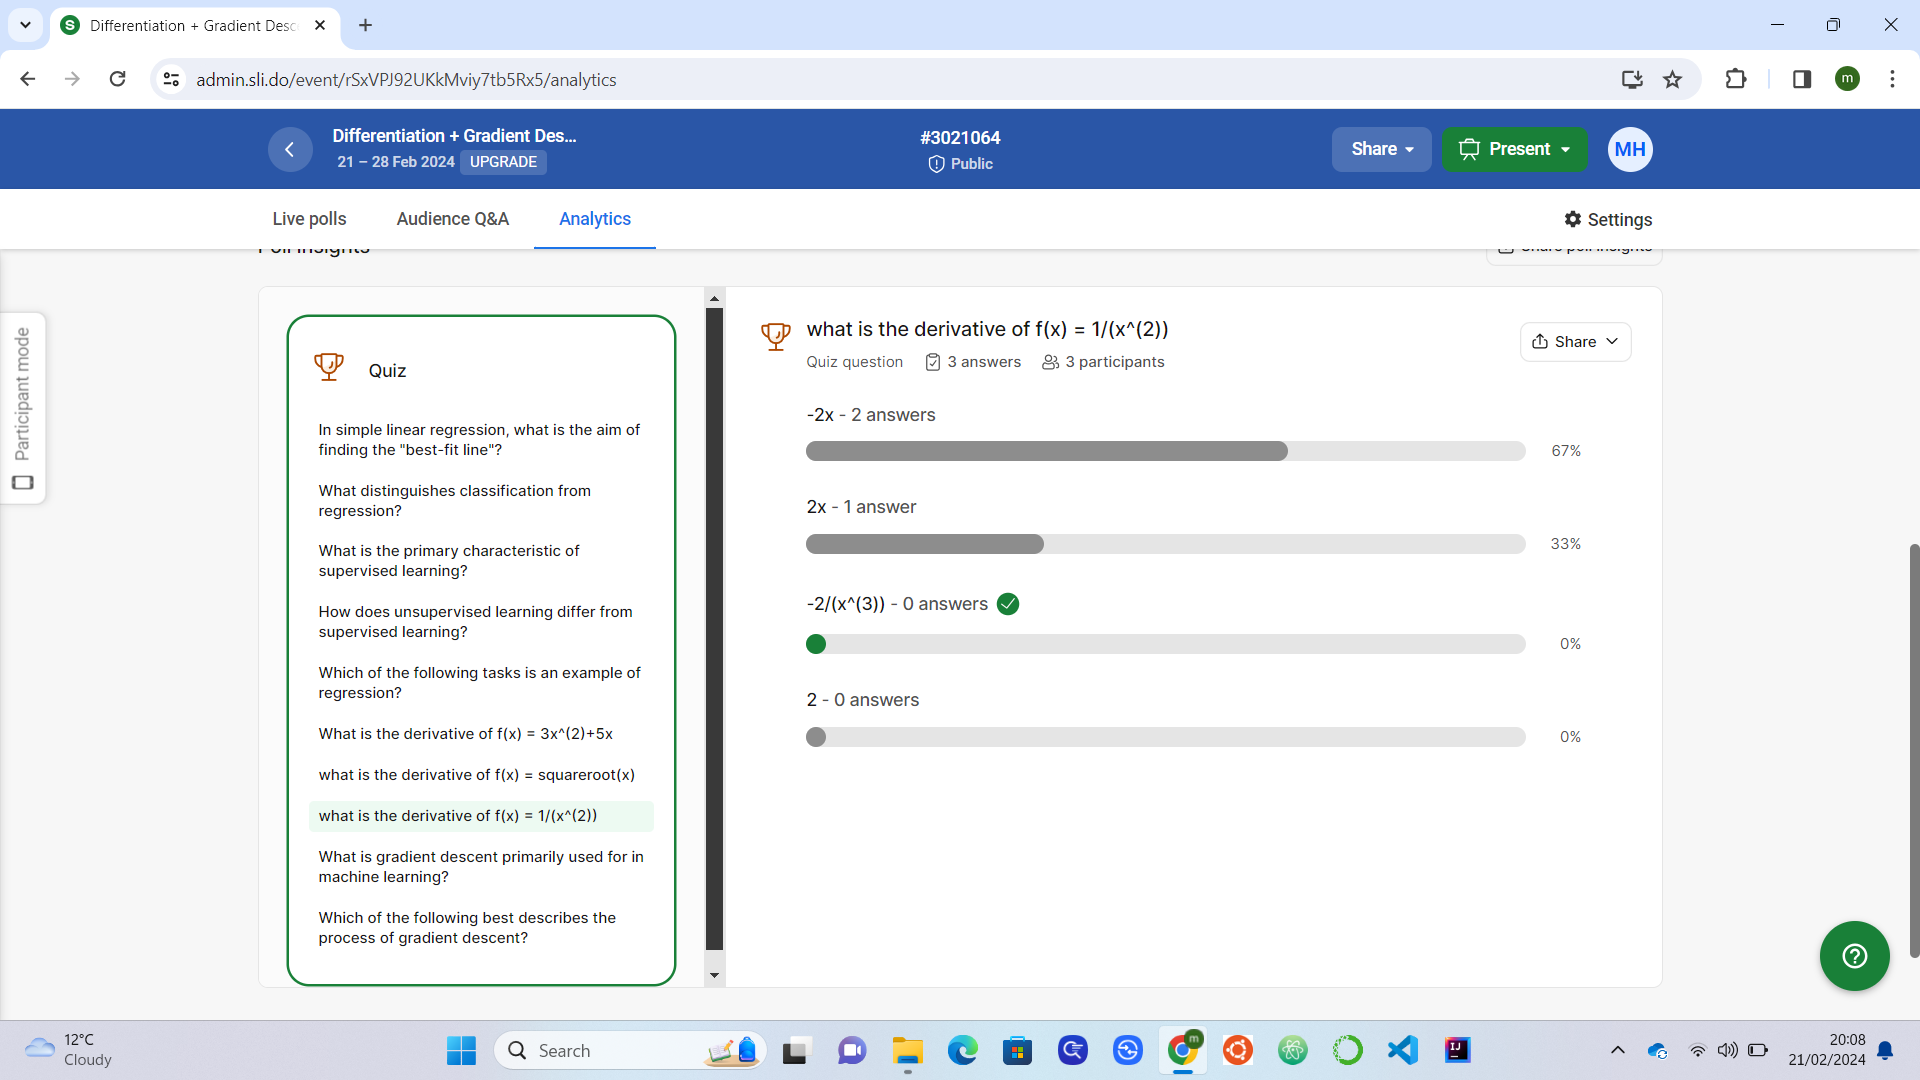 Differentiation + Gradient Desc
admin.sli.do/event/rSxVPJ92UKkMviy7tb5Rx5/analytics
m
Differentiation + Gradient Des...
21 – 28 Feb 2024 UPGRADE
#3021064
Public
Share
Present
MH
Live polls
Audience Q&A
Analytics
Settings
Poll insights
Share poll insights
Participant mode
Quiz
In simple linear regression, what is the aim of
finding the "best-fit line"?
What distinguishes classification from
regression?
What is the primary characteristic of
supervised learning?
How does unsupervised learning differ from
supervised learning?
Which of the following tasks is an example of
regression?
What is the derivative of f(x) = 3x^(2)+5x
what is the derivative of f(x) = squareroot(x)
what is the derivative of f(x) = 1/(x^(2))
What is gradient descent primarily used for in
machine learning?
Which of the following best describes the
process of gradient descent?
what is the derivative of f(x) = 1/(x^(2))
Quiz question 3 answers 3 participants
Share
-2x - 2 answers
67%
2x - 1 answer
33%
-2/(x^(3)) - 0 answers
0%
2 - 0 answers
0%
12°C
Cloudy
Search
m
IJ
20:08
21/02/2024